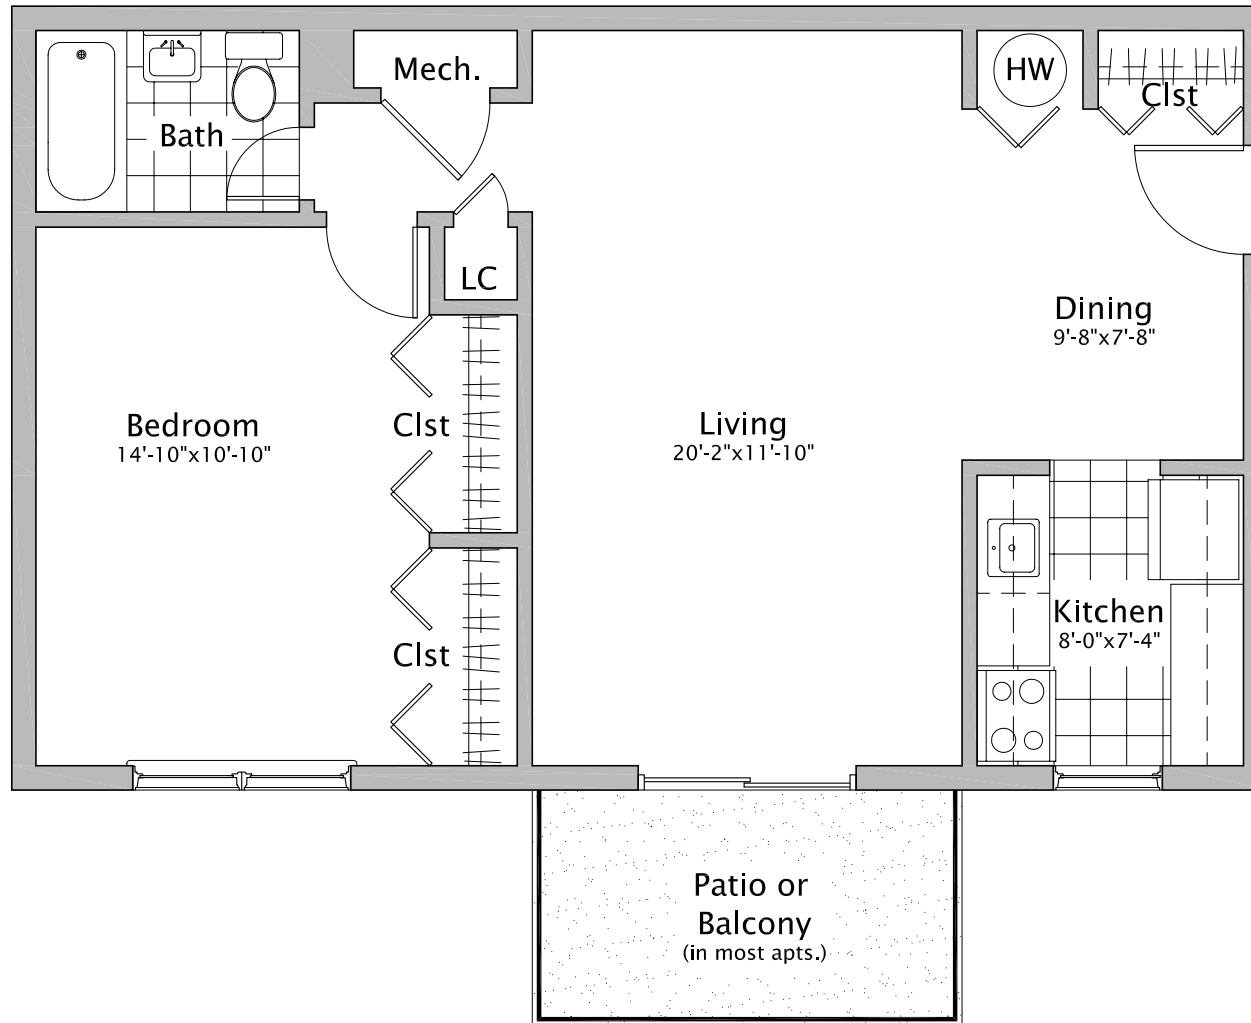 Mech.
HW
Clst
Bath
LC
Dining
9'-8"x7'-8"
Bedroom
14'-10"x10'-10"
Clst
Living
20'-2"x11'-10"
Kitchen
8'-0"x7'-4"
Clst
Patio or
Balcony
(in most apts.)